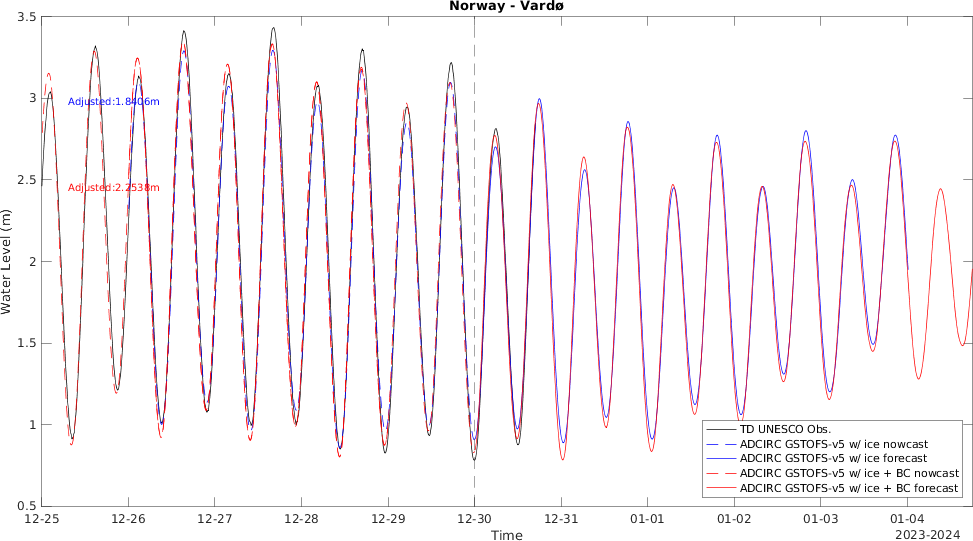 Norway - Vardø
3.5
3
2.5
2
1.5
1
0.5
Water Level (m)
Adjusted:1.8406m
Adjusted:2.2538m
TD UNESCO Obs.
ADCIRC GSTOFS-v5 w/ ice nowcast
ADCIRC GSTOFS-v5 w/ ice forecast
ADCIRC GSTOFS-v5 w/ ice + BC nowcast
ADCIRC GSTOFS-v5 w/ ice + BC forecast
12-25 12-26 12-27 12-28 12-29 12-30 12-31 01-01 01-02 01-03 01-04
Time
2023-2024